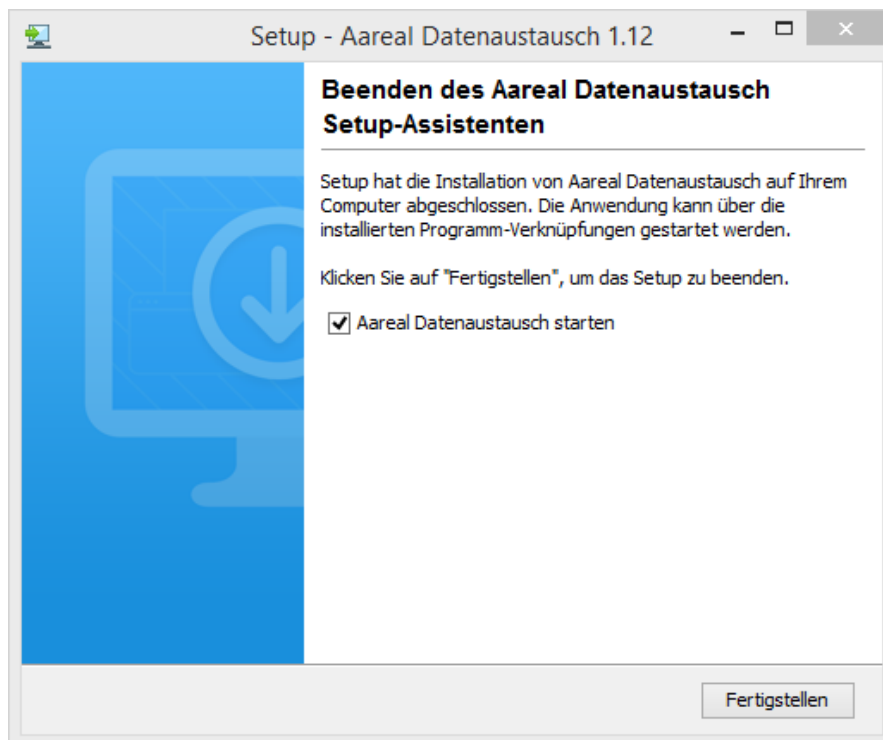 Setup - Aareal Datenaustausch 1.12
Beenden des Aareal Datenaustausch
Setup-Assistenten
Setup hat die Installation von Aareal Datenaustausch auf Ihrem
Computer abgeschlossen. Die Anwendung kann über die
installierten Programm-Verknüpfungen gestartet werden.
Klicken Sie auf "Fertigstellen", um das Setup zu beenden.
Aareal Datenaustausch starten
Fertigstellen